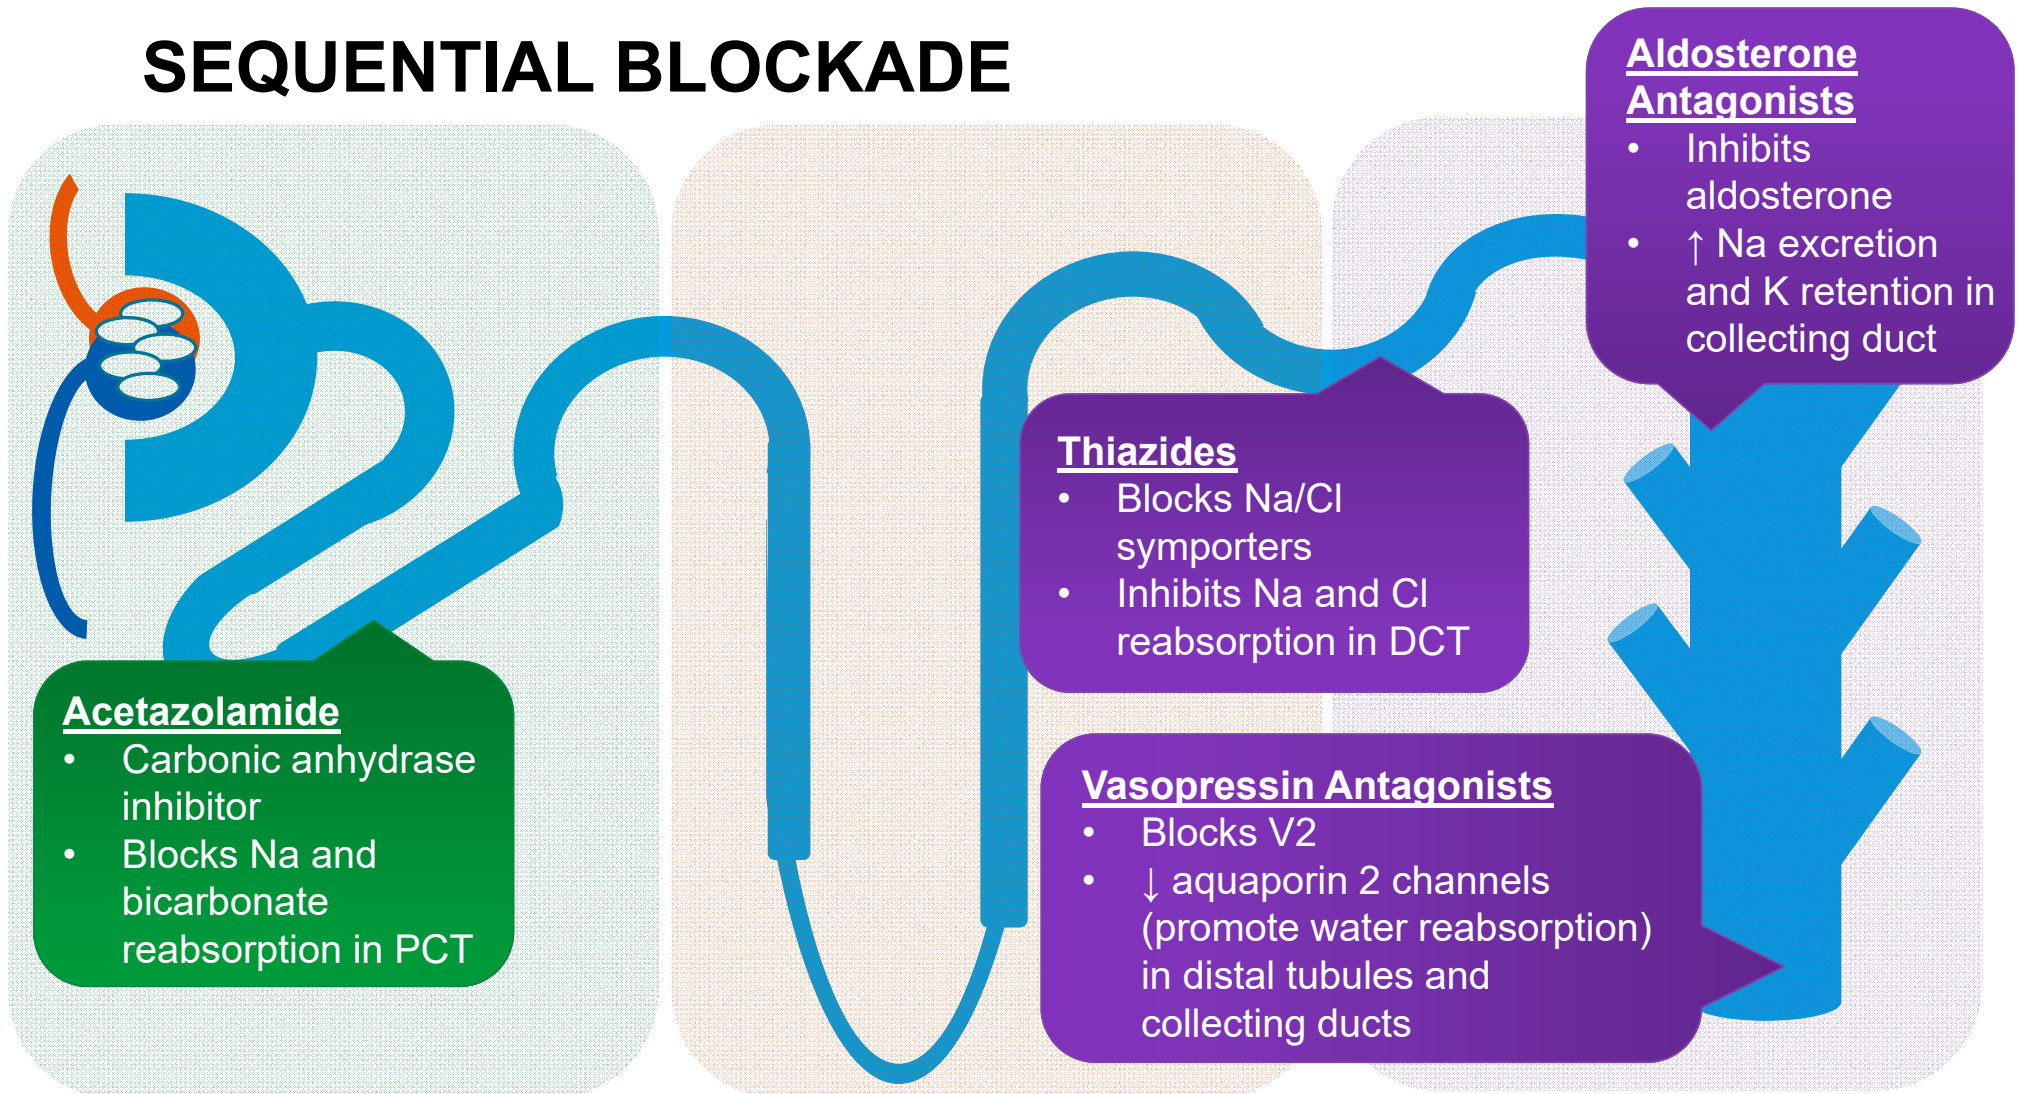 SEQUENTIAL BLOCKADE
Aldosterone
Antagonists
• Inhibits
aldosterone
• ↑ Na excretion
and K retention in
collecting duct
Thiazides
• Blocks Na/Cl
symporters
• Inhibits Na and Cl
reabsorption in DCT
Acetazolamide
• Carbonic anhydrase
inhibitor
• Blocks Na and
bicarbonate
reabsorption in PCT
Vasopressin Antagonists
• Blocks V2
• ↓ aquaporin 2 channels
(promote water reabsorption)
in distal tubules and
collecting ducts